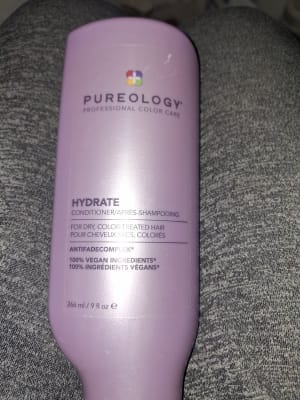 PUREOLOGY®
PROFESSIONAL COLOR CARE
HYDRATE
CONDITIONER/APRÈS-SHAMPOOING
FOR DRY, COLOR-TREATED HAIR
POUR CHEVEUX SECS, COLORÉS
ANTIFADECOMPLEX®
100% VEGAN INGREDIENTS*
100% INGRÉDIENTS VÉGANS*
266 ml / 9 fl oz ℮